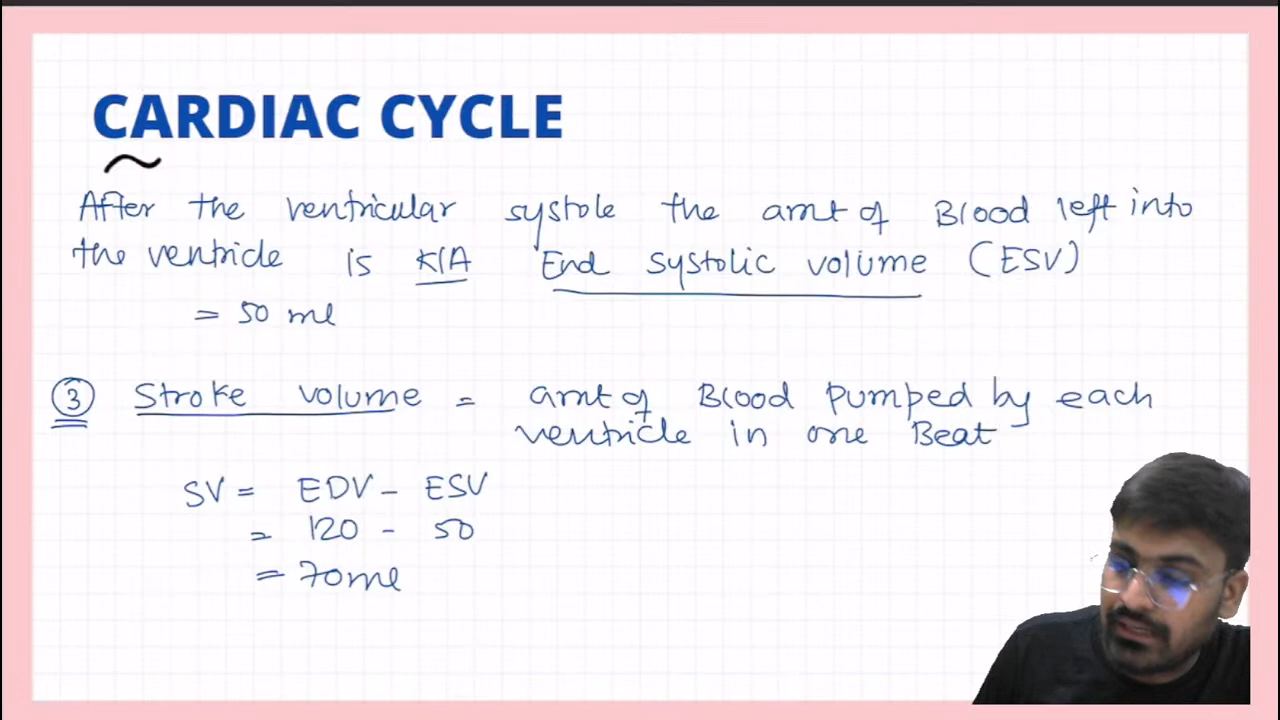 CARDIAC CYCLE
After the ventricular systole the amt of Blood left into
the ventricle is K/A End systolic volume (ESV)
= 50 ml
③ Stroke volume = amt of Blood pumped by each
ventricle in one Beat
SV = EDV - ESV
= 120 - 50
= 70ml